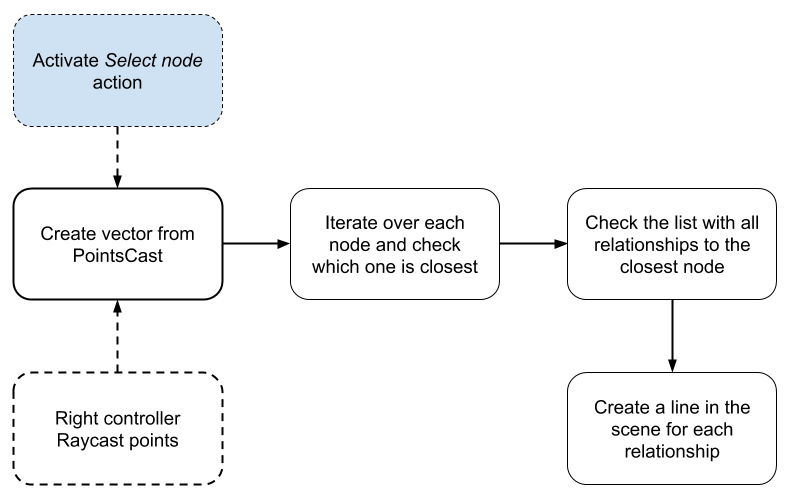 Activate Select node
action
Create vector from
PointsCast
Iterate over each
node and check
which one is closest
Check the list with all
relationships to the
closest node
Right controller
Raycast points
Create a line in the
scene for each
relationship